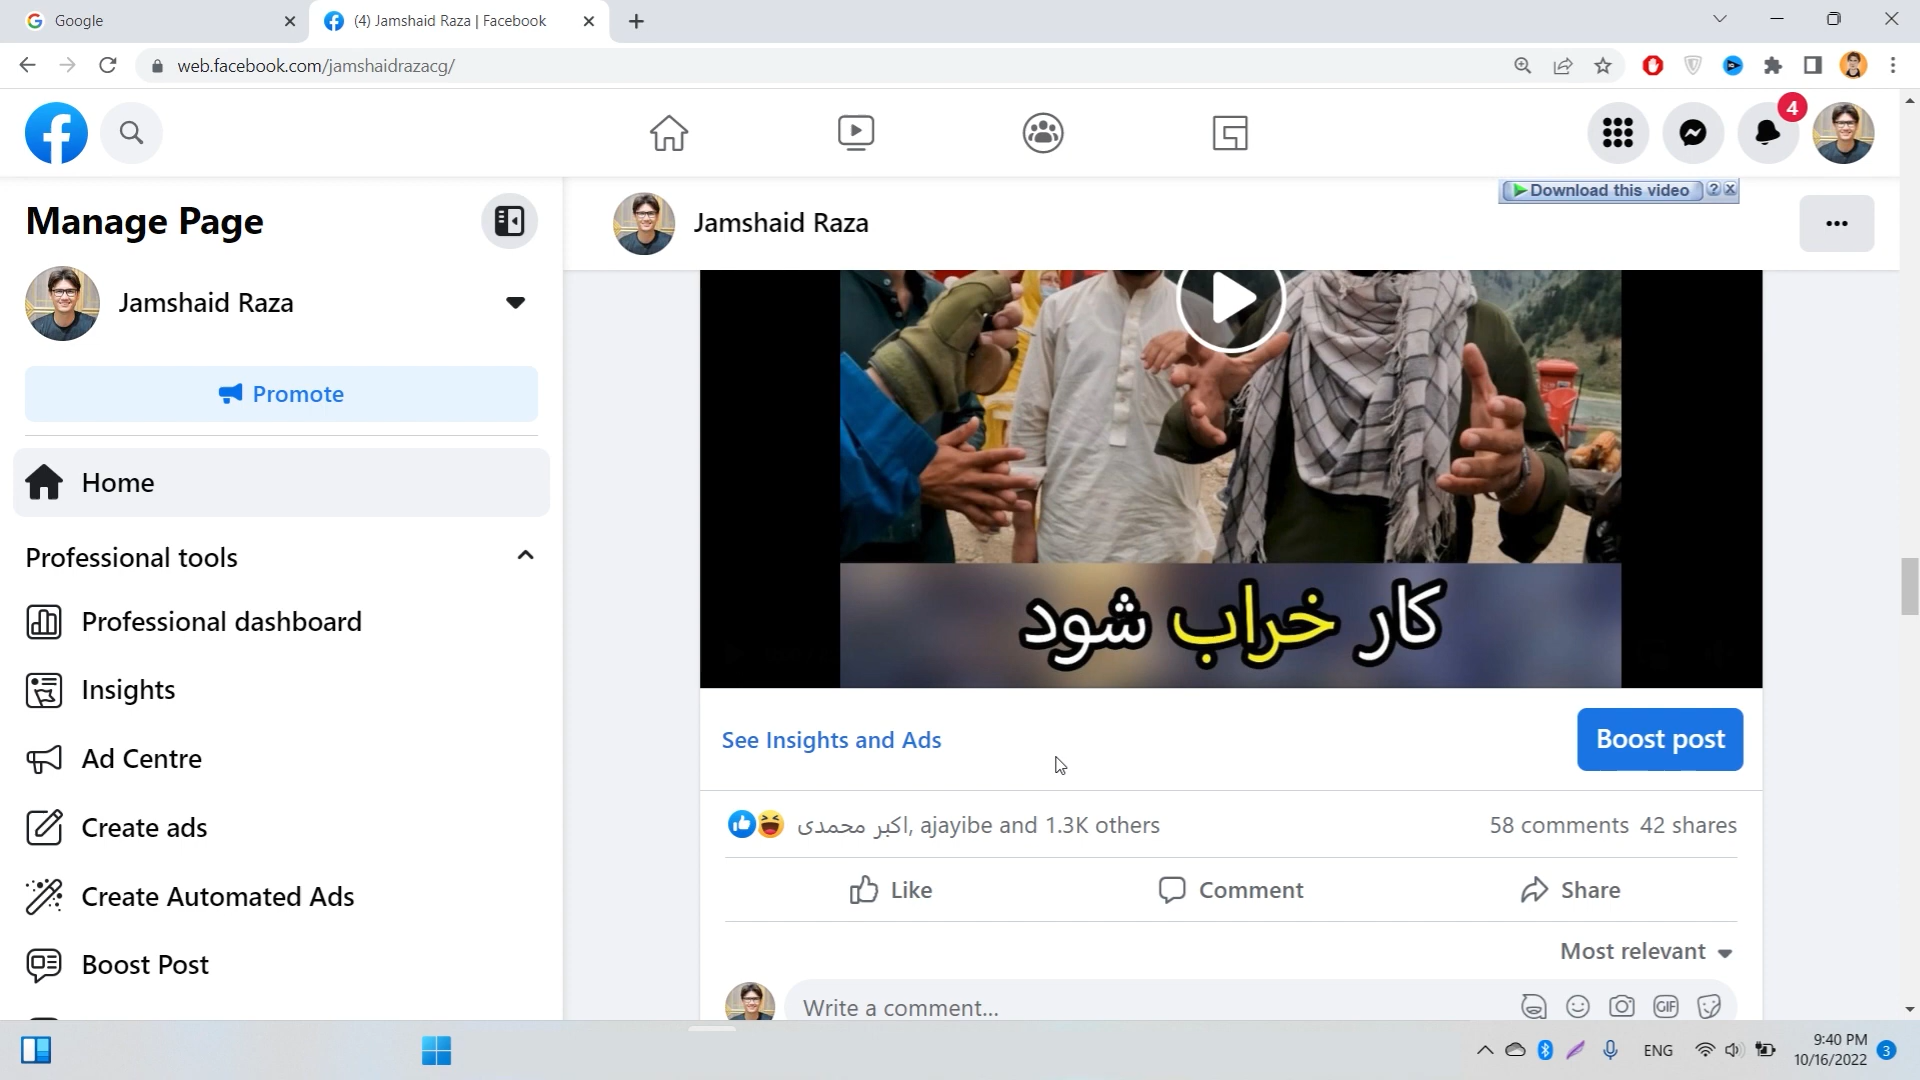 Google
(4) Jamshaid Raza | Facebook
web.facebook.com/jamshaidrazacg/
4
Manage Page
Jamshaid Raza
Download this video
Jamshaid Raza
Promote
Home
Professional tools
Professional dashboard
Insights
Ad Centre
Create ads
Create Automated Ads
Boost Post
کار خراب شود
See Insights and Ads
Boost post
اکبر محمدی, ajayibe and 1.3K others
58 comments 42 shares
Like
Comment
Share
Most relevant
Write a comment...
GIF
ENG
9:40 PM
10/16/2022
3